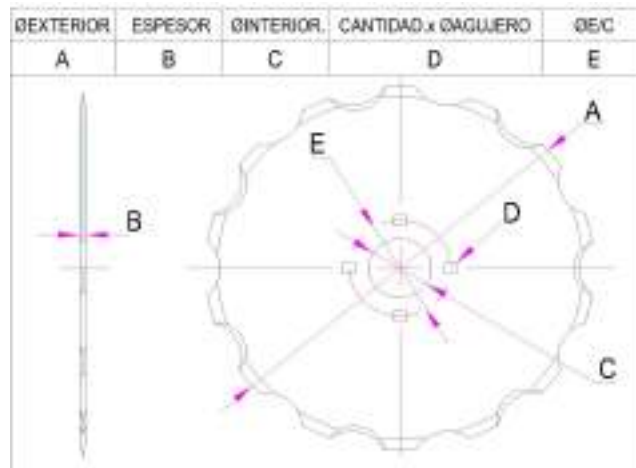 ØEXTERIOR ESPESOR ØINTERIOR. CANTIDAD.x ØAGUJERO ØE/C
A B C D E
A
E
B
D
C